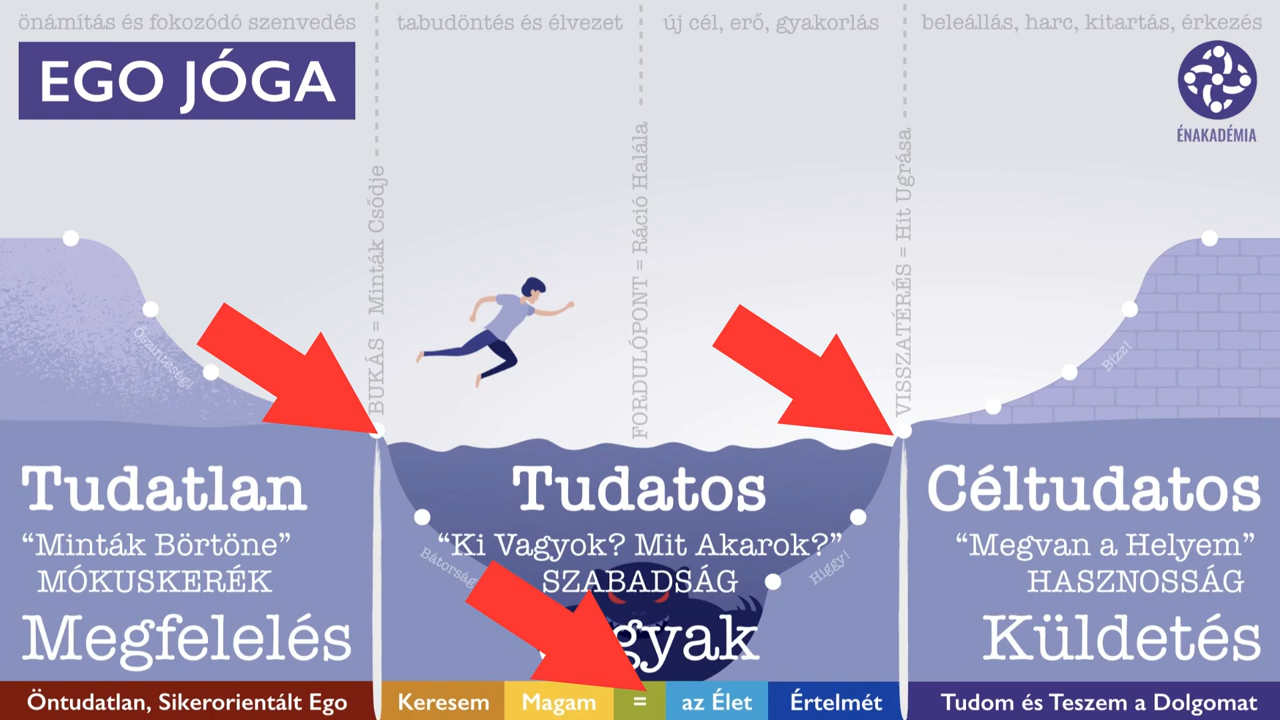 önámítás és fokozódó szenvedés
tabudöntés és élvezet
új cél, erő, gyakorlás
beleállás, harc, kitartás, érkezés
EGO JÓGA
ÉNAKADÉMIA
BUKÁS = Minták Csődje
FORDULÓPONT = Ráció Halála
VISSZATÉRÉS = Hit Ugrása
Őszinteség!
Bízz!
Tudatlan
"Minták Börtöne"
MÓKUSKERÉK
Megfelelés
Tudatos
"Ki Vagyok? Mit Akarok?"
SZABADSÁG
gyak
Bátorság
Higgy!
Céltudatos
"Megvan a Helyem"
HASZNOSSÁG
Küldetés
Öntudatlan, Sikerorientált Ego
Keresem Magam = az Élet Értelmét
Tudom és Teszem a Dolgomat